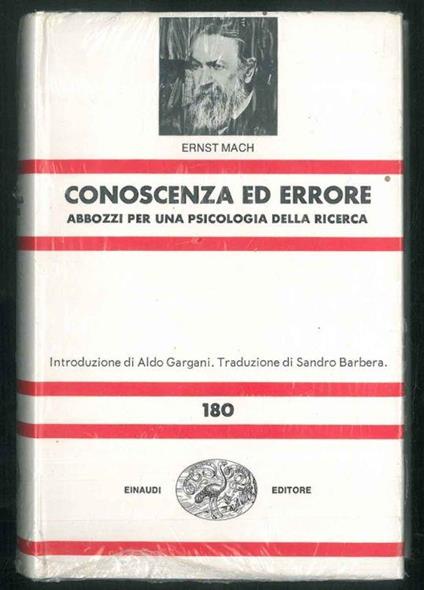 ERNST MACH
CONOSCENZA ED ERRORE
ABBOZZI PER UNA PSICOLOGIA DELLA RICERCA
Introduzione di Aldo Gargani. Traduzione di Sandro Barbera.
180
EINAUDI EDITORE